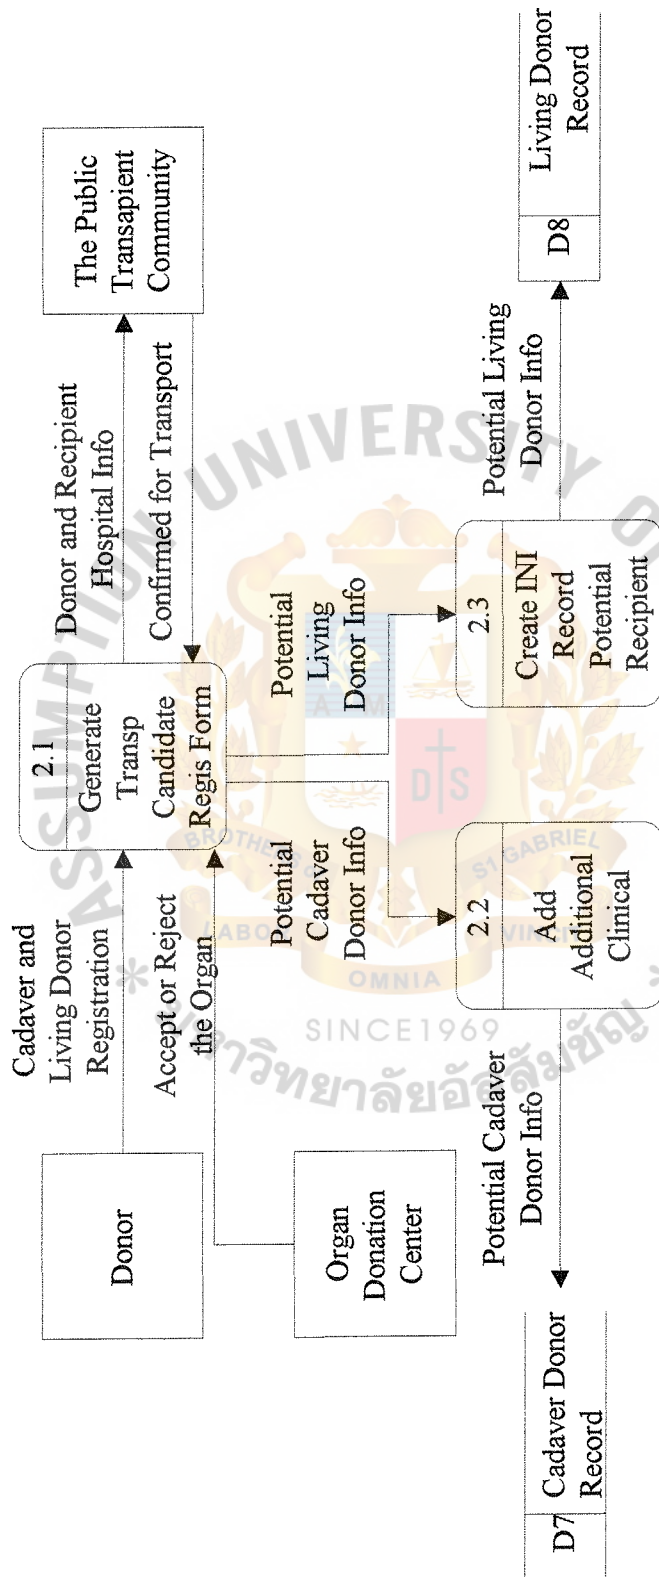 Donor
Cadaver and
Living Donor
Registration
2.1
Generate
Transp
Candidate
Regis Form
Donor and Recipient
Hospital Info
Confirmed for Transport
The Public
Transapient
Community
Organ
Donation
Center
Accept or Reject
the Organ
Potential
Cadaver
Donor Info
Potential
Living
Donor Info
D7
Cadaver Donor
Record
Potential Cadaver
Donor Info
2.2
Add
Additional
Clinical
2.3
Create INI
Record
Potential
Recipient
Potential Living
Donor Info
D8
Living Donor
Record
ASSUMPTION UNIVERSITY
A M
D S
BROTHERS
ST GABRIEL
LABOR
OMNIA
VINCIT
SINCE1969